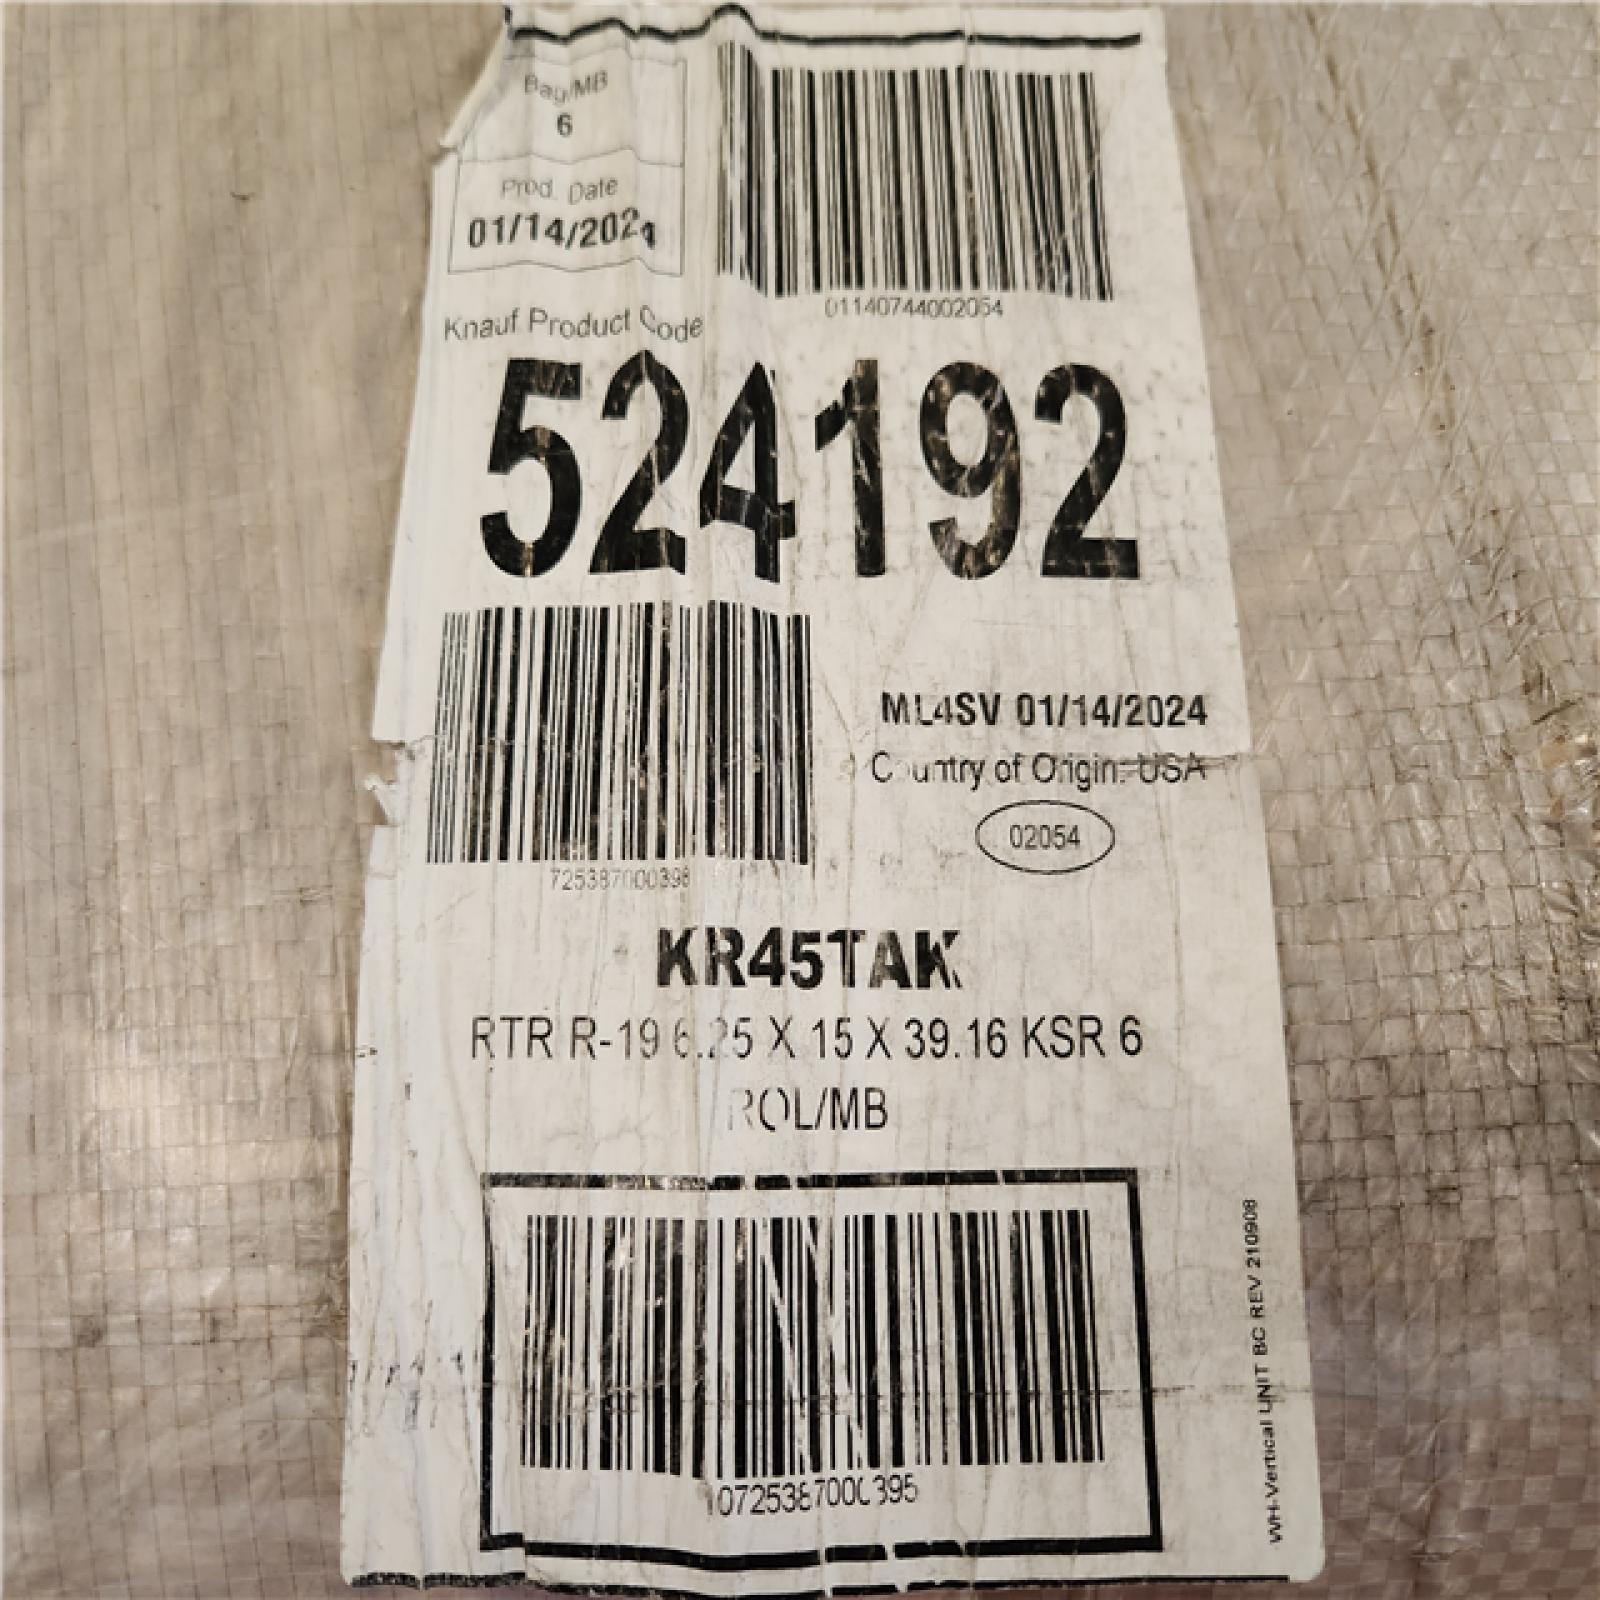 Bag/MB
6
Prod. Date
01/14/2024
01140744002054
Knauf Product Code
524192
ML4SV 01/14/2024
Country of Origin: USA
02054
725387000398
KR45TAK
RTR R-19 6.25 X 15 X 39.16 KSR 6
ROL/MB
10725387000395
WH-Vertical UNIT BC REV 210908